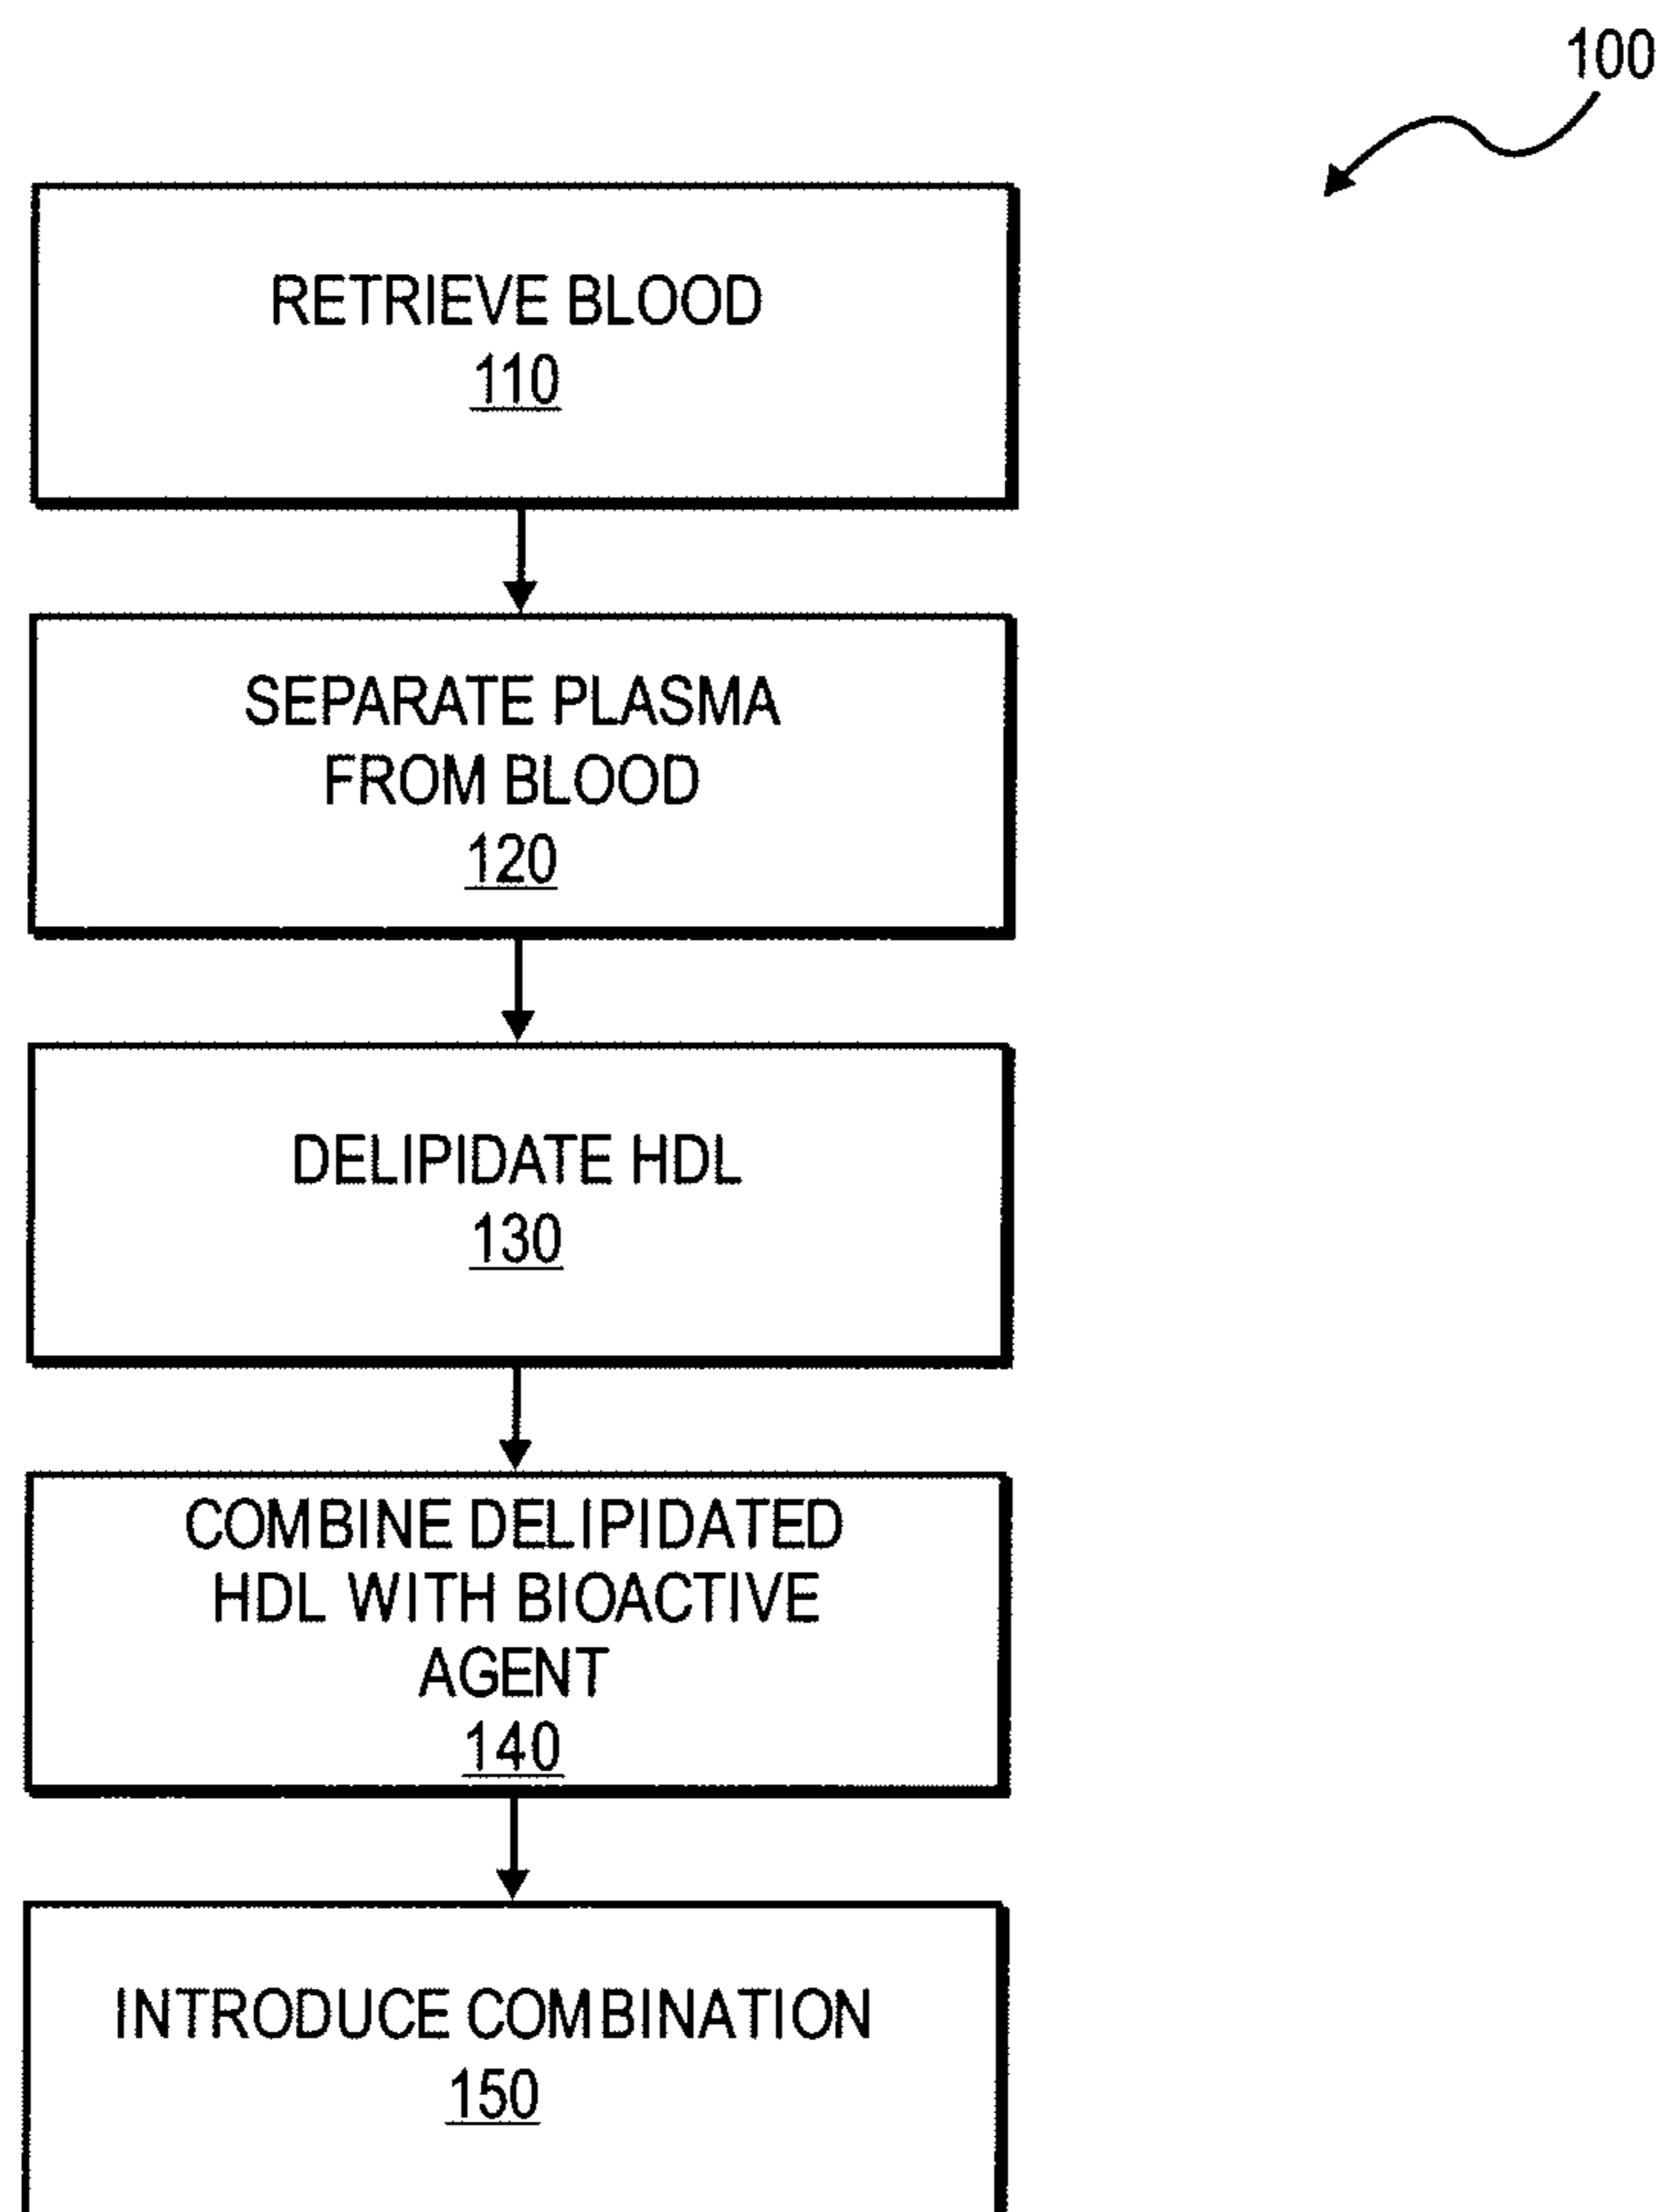 100
RETRIEVE BLOOD
110
SEPARATE PLASMA
FROM BLOOD
120
DELIPIDATE HDL
130
COMBINE DELIPIDATED
HDL WITH BIOACTIVE
AGENT
140
INTRODUCE COMBINATION
150